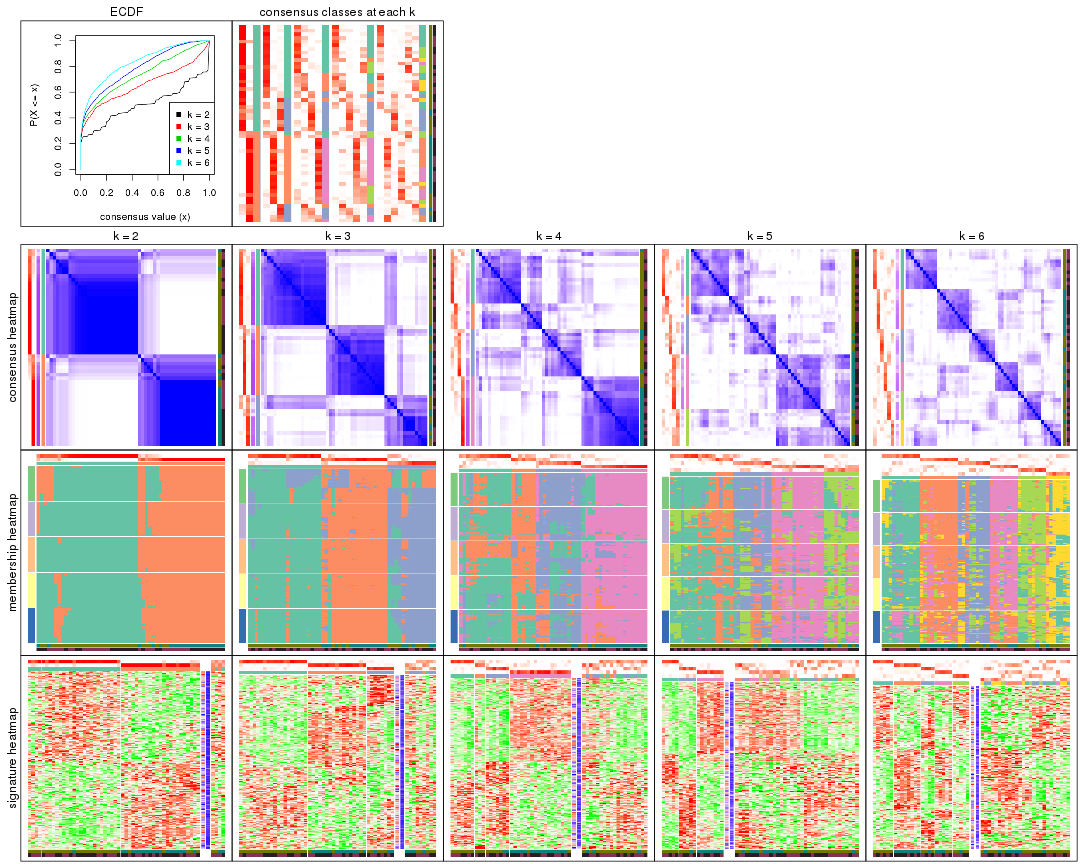 ECDF
consensus classes at each k
P(X <= x)
0.0 0.2 0.4 0.6 0.8 1.0
k = 2
k = 3
k = 4
k = 5
k = 6
0.0 0.2 0.4 0.6 0.8 1.0
consensus value (x)
k = 2
k = 3
k = 4
k = 5
k = 6
consensus heatmap
membership heatmap
signature heatmap